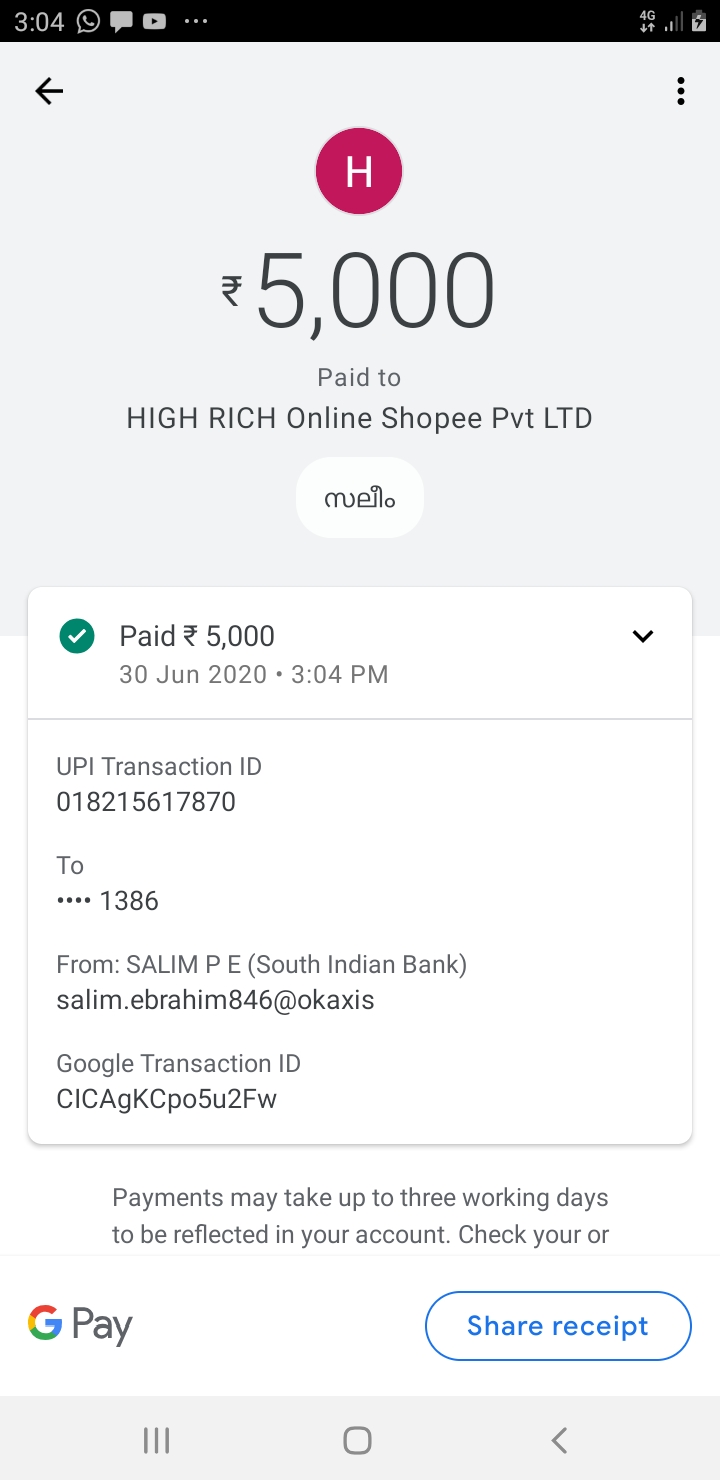 3:04
4G
H
₹5,000
Paid to
HIGH RICH Online Shopee Pvt LTD
സലീം
Paid ₹ 5,000
30 Jun 2020 • 3:04 PM
UPI Transaction ID
018215617870
To
•••• 1386
From: SALIM P E (South Indian Bank)
salim.ebrahim846@okaxis
Google Transaction ID
CICAgKCpo5u2Fw
Payments may take up to three working days
to be reflected in your account. Check your or
G Pay
Share receipt